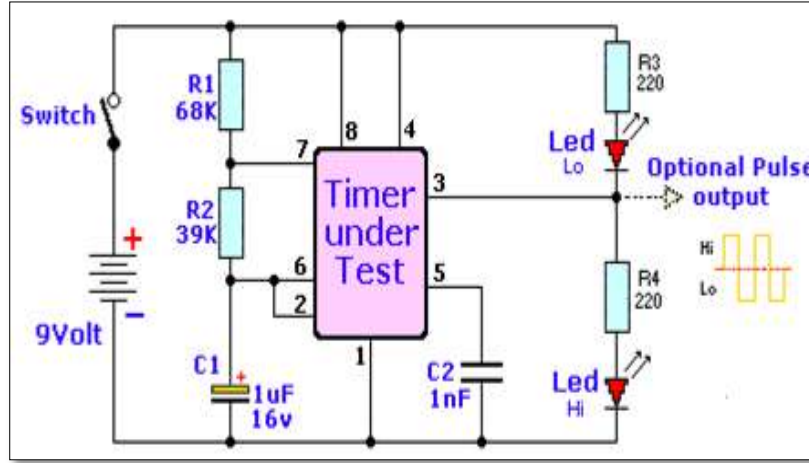 Switch
+
9Volt
−
R1
68K
R2
39K
C1
+
1uF
16v
7
8
4
6
2
3
5
1
Timer
under
Test
C2
1nF
R3
220
Led
Lo
Optional Pulse
output
R4
220
Led
Hi
Hi
Lo